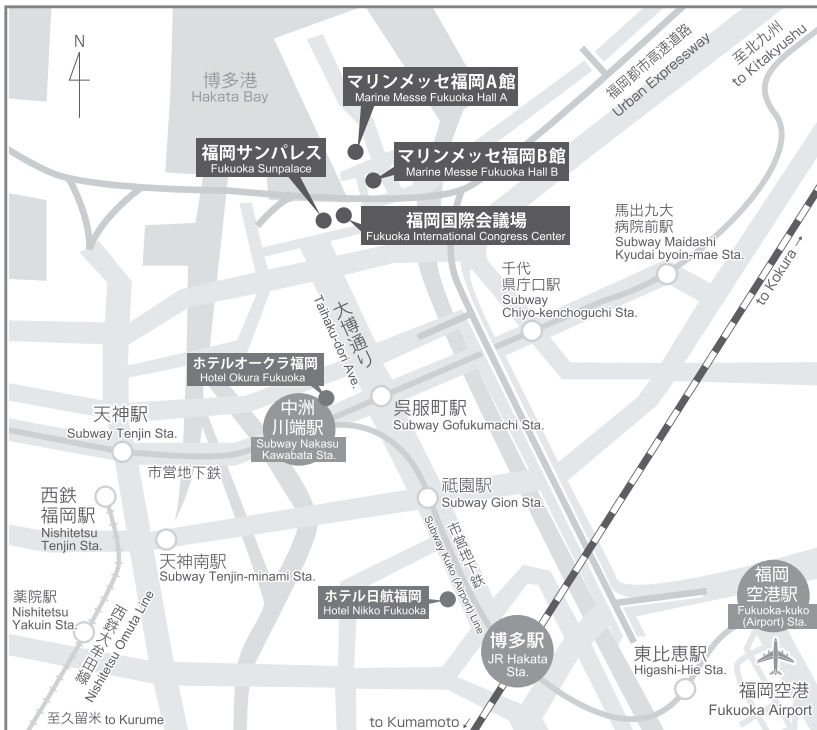 N
博多港
Hakata Bay
マリンメッセ福岡A館
Marine Messe Fukuoka Hall A
福岡都市高速道路
Urban Expressway
至北九州
to Kitakyushu
福岡サンパレス
Fukuoka Sunpalace
マリンメッセ福岡B館
Marine Messe Fukuoka Hall B
福岡国際会議場
Fukuoka International Congress Center
馬出九大
病院前駅
Subway Maidashi
Kyudai byoin-mae Sta.
千代
県庁口駅
Subway
Chiyo-kenchoguchi Sta.
to Kokura
大博通り
Taihaku-dori Ave.
ホテルオークラ福岡
Hotel Okura Fukuoka
中洲
川端駅
Subway Nakasu
Kawabata Sta.
呉服町駅
Subway Gofukumachi Sta.
天神駅
Subway Tenjin Sta.
市営地下鉄
西鉄
福岡駅
Nishitetsu
Tenjin Sta.
祇園駅
Subway Gion Sta.
天神南駅
Subway Tenjin-minami Sta.
市営地下鉄
Subway Kuko (Airport) Line
薬院駅
Nishitetsu
Yakuin Sta.
西鉄大牟田線
Nishitetsu Omuta Line
ホテル日航福岡
Hotel Nikko Fukuoka
博多駅
JR Hakata
Sta.
福岡
空港駅
Fukuoka-kuko
(Airport) Sta.
東比恵駅
Higashi-Hie Sta.
福岡空港
Fukuoka Airport
至久留米 to Kurume
to Kumamoto